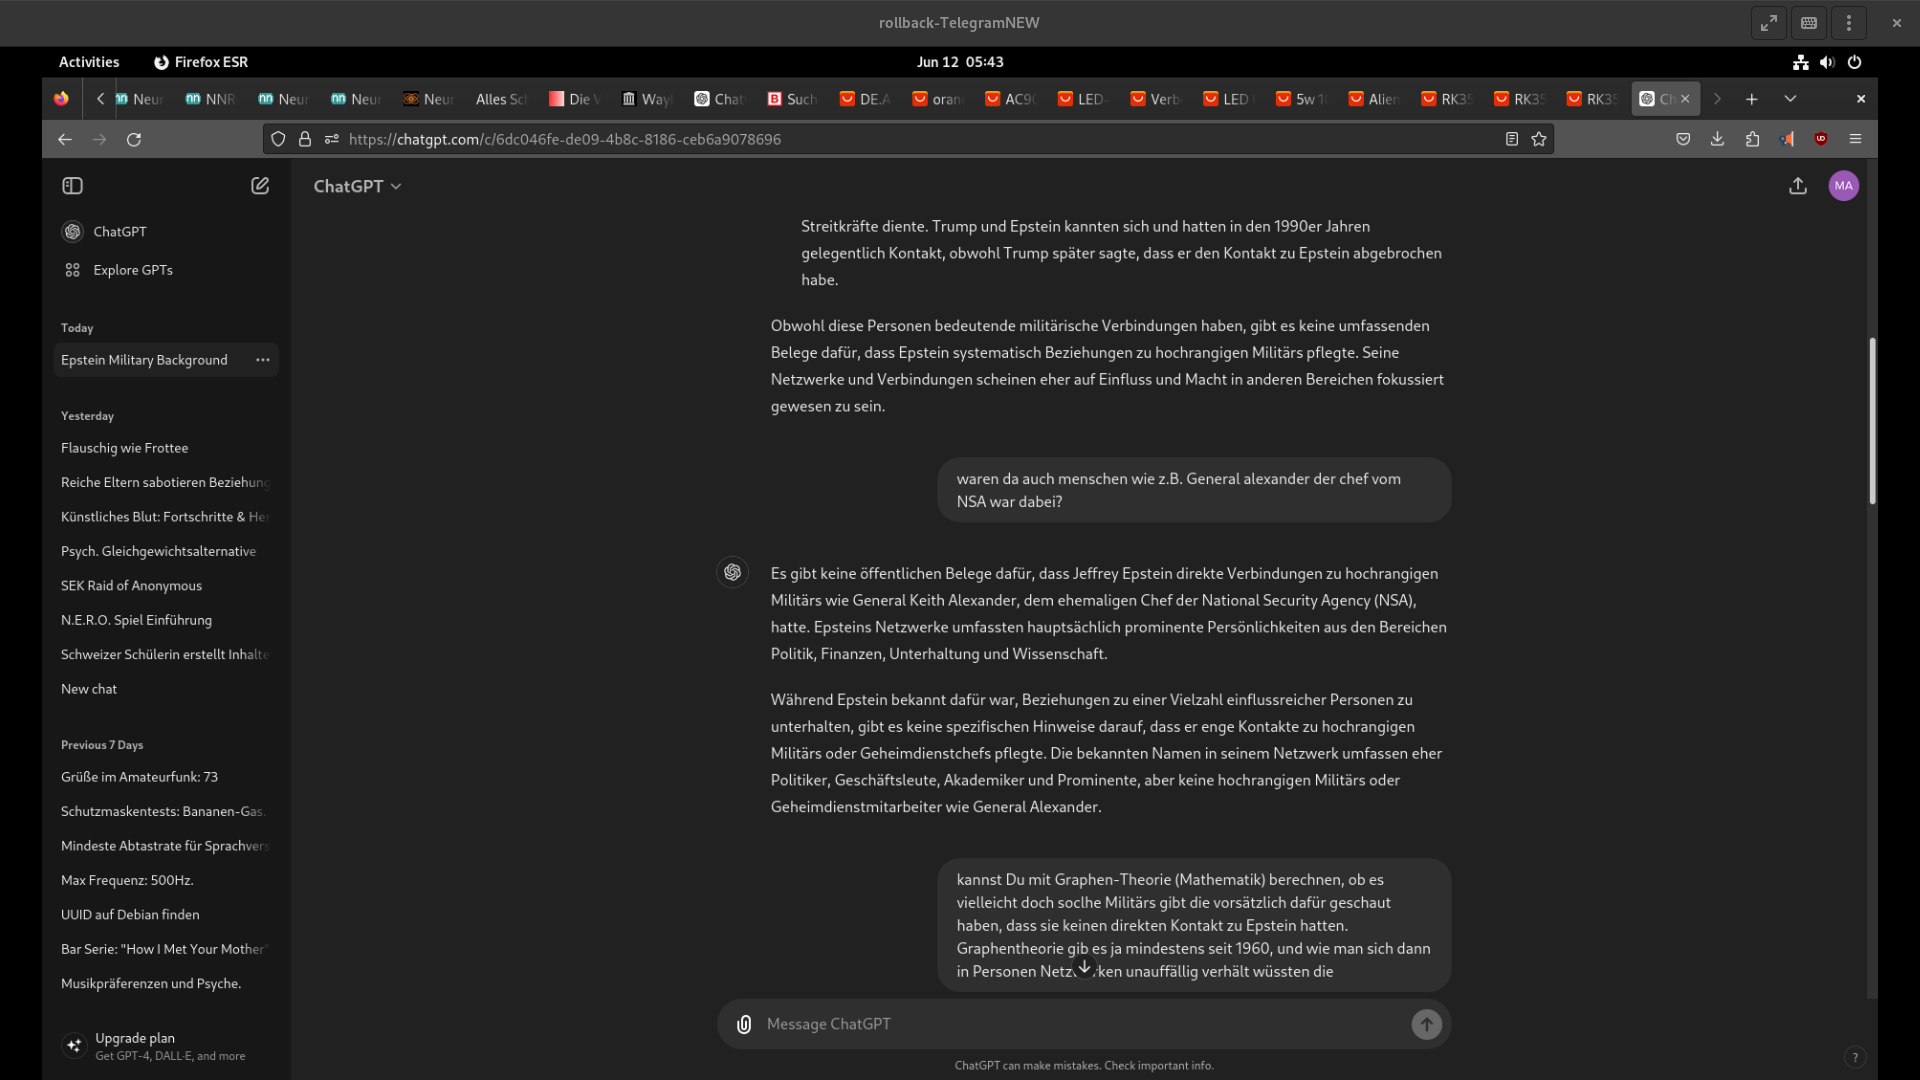 rollback-TelegramNEW
Activities
Firefox ESR
Jun 12 05:43
Neur
NNR
Neur
Neur
Neur
Alles Sc
Die V
Way
Chat
Such
DE.A
oran
AC90
LED-
Verb
LED
5w 1
Alien
RK35
RK35
RK35
Ch
https://chatgpt.com/c/6dc046fe-de09-4b8c-8186-ceb6a9078696
ChatGPT
MA
ChatGPT
Explore GPTs
Today
Epstein Military Background
Yesterday
Flauschig wie Frottee
Reiche Eltern sabotieren Beziehung
Künstliches Blut: Fortschritte & He
Psych. Gleichgewichtsalternative
SEK Raid of Anonymous
N.E.R.O. Spiel Einführung
Schweizer Schülerin erstellt Inhalte
New chat
Previous 7 Days
Grüße im Amateurfunk: 73
Schutzmaskentests: Bananen-Gas.
Mindeste Abtastrate für Sprachvers
Max Frequenz: 500Hz.
UUID auf Debian finden
Bar Serie: "How I Met Your Mother"
Musikpräferenzen und Psyche.
Upgrade plan
Get GPT-4, DALL·E, and more
Streitkräfte diente. Trump und Epstein kannten sich und hatten in den 1990er Jahren
gelegentlich Kontakt, obwohl Trump später sagte, dass er den Kontakt zu Epstein abgebrochen
habe.
Obwohl diese Personen bedeutende militärische Verbindungen haben, gibt es keine umfassenden
Belege dafür, dass Epstein systematisch Beziehungen zu hochrangigen Militärs pflegte. Seine
Netzwerke und Verbindungen scheinen eher auf Einfluss und Macht in anderen Bereichen fokussiert
gewesen zu sein.
waren da auch menschen wie z.B. General alexander der chef vom
NSA war dabei?
Es gibt keine öffentlichen Belege dafür, dass Jeffrey Epstein direkte Verbindungen zu hochrangigen
Militärs wie General Keith Alexander, dem ehemaligen Chef der National Security Agency (NSA),
hatte. Epsteins Netzwerke umfassten hauptsächlich prominente Persönlichkeiten aus den Bereichen
Politik, Finanzen, Unterhaltung und Wissenschaft.
Während Epstein bekannt dafür war, Beziehungen zu einer Vielzahl einflussreicher Personen zu
unterhalten, gibt es keine spezifischen Hinweise darauf, dass er enge Kontakte zu hochrangigen
Militärs oder Geheimdienstchefs pflegte. Die bekannten Namen in seinem Netzwerk umfassen eher
Politiker, Geschäftsleute, Akademiker und Prominente, aber keine hochrangigen Militärs oder
Geheimdienstmitarbeiter wie General Alexander.
kannst Du mit Graphen-Theorie (Mathematik) berechnen, ob es
vielleicht doch soclhe Militärs gibt die vorsätzlich dafür geschaut
haben, dass sie keinen direkten Kontakt zu Epstein hatten.
Graphentheorie gib es ja mindestens seit 1960, und wie man sich dann
in Personen Netz rken unauffällig verhält wüssten die
Message ChatGPT
ChatGPT can make mistakes. Check important info.
?